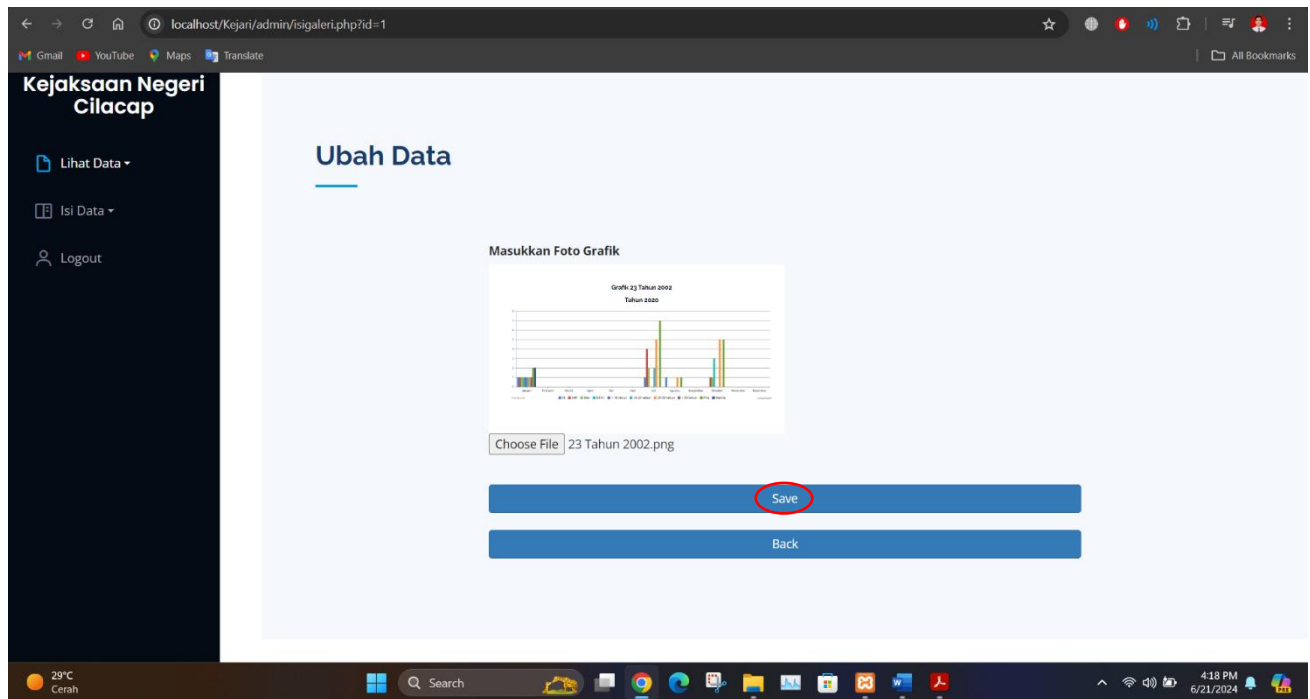 localhost/Kejari/admin/isigaleri.php?id=1
Gmail YouTube Maps Translate
All Bookmarks
Kejaksaan Negeri
Cilacap
Lihat Data
Isi Data
Logout
Ubah Data
Masukkan Foto Grafik
Grafik 23 Tahun 2002
Tahun 2020
Choose File 23 Tahun 2002.png
Save
Back
29°C
Cerah
Search
4:18 PM
6/21/2024